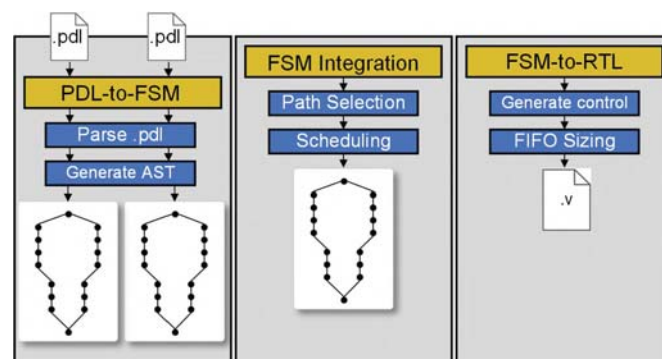 .pdl
.pdl
PDL-to-FSM
Parse .pdl
Generate AST
FSM Integration
Path Selection
Scheduling
FSM-to-RTL
Generate control
FIFO Sizing
.v